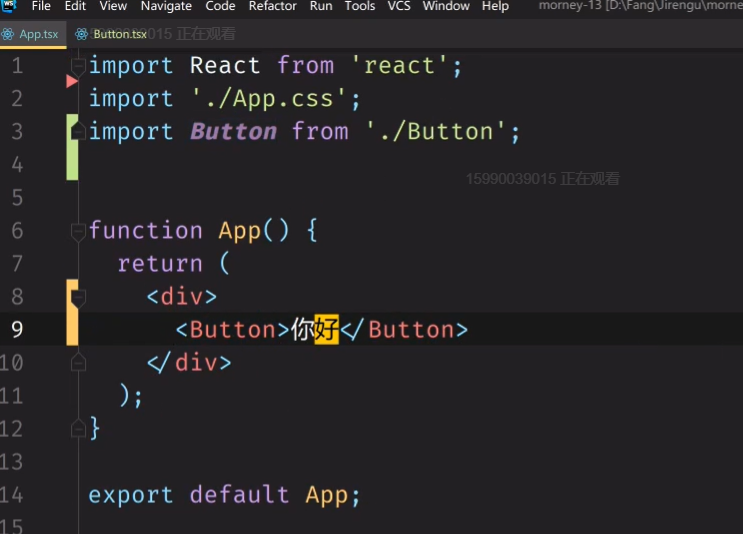 WS File Edit View Navigate Code Refactor Run Tools VCS Window Help morney-13 [D:\Fang\Jirengu\morne
App.tsx Button.tsx 015 正在观看
1 import React from 'react';
2 import './App.css';
3 import Button from './Button';
4
15990039015 正在观看
5
6 function App() {
7 return (
8 <div>
9 <Button>你好</Button>
10 </div>
11 );
12 }
13
14 export default App;
15